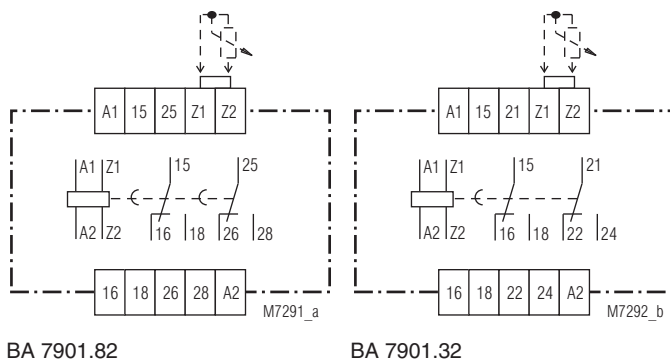 A1 15 25 Z1 Z2
A1 Z1 15 25
A2 Z2 16 18 26 28
16 18 26 28 A2
M7291_a
BA 7901.82
A1 15 21 Z1 Z2
A1 Z1 15 21
A2 Z2 16 18 22 24
16 18 22 24 A2
M7292_b
BA 7901.32